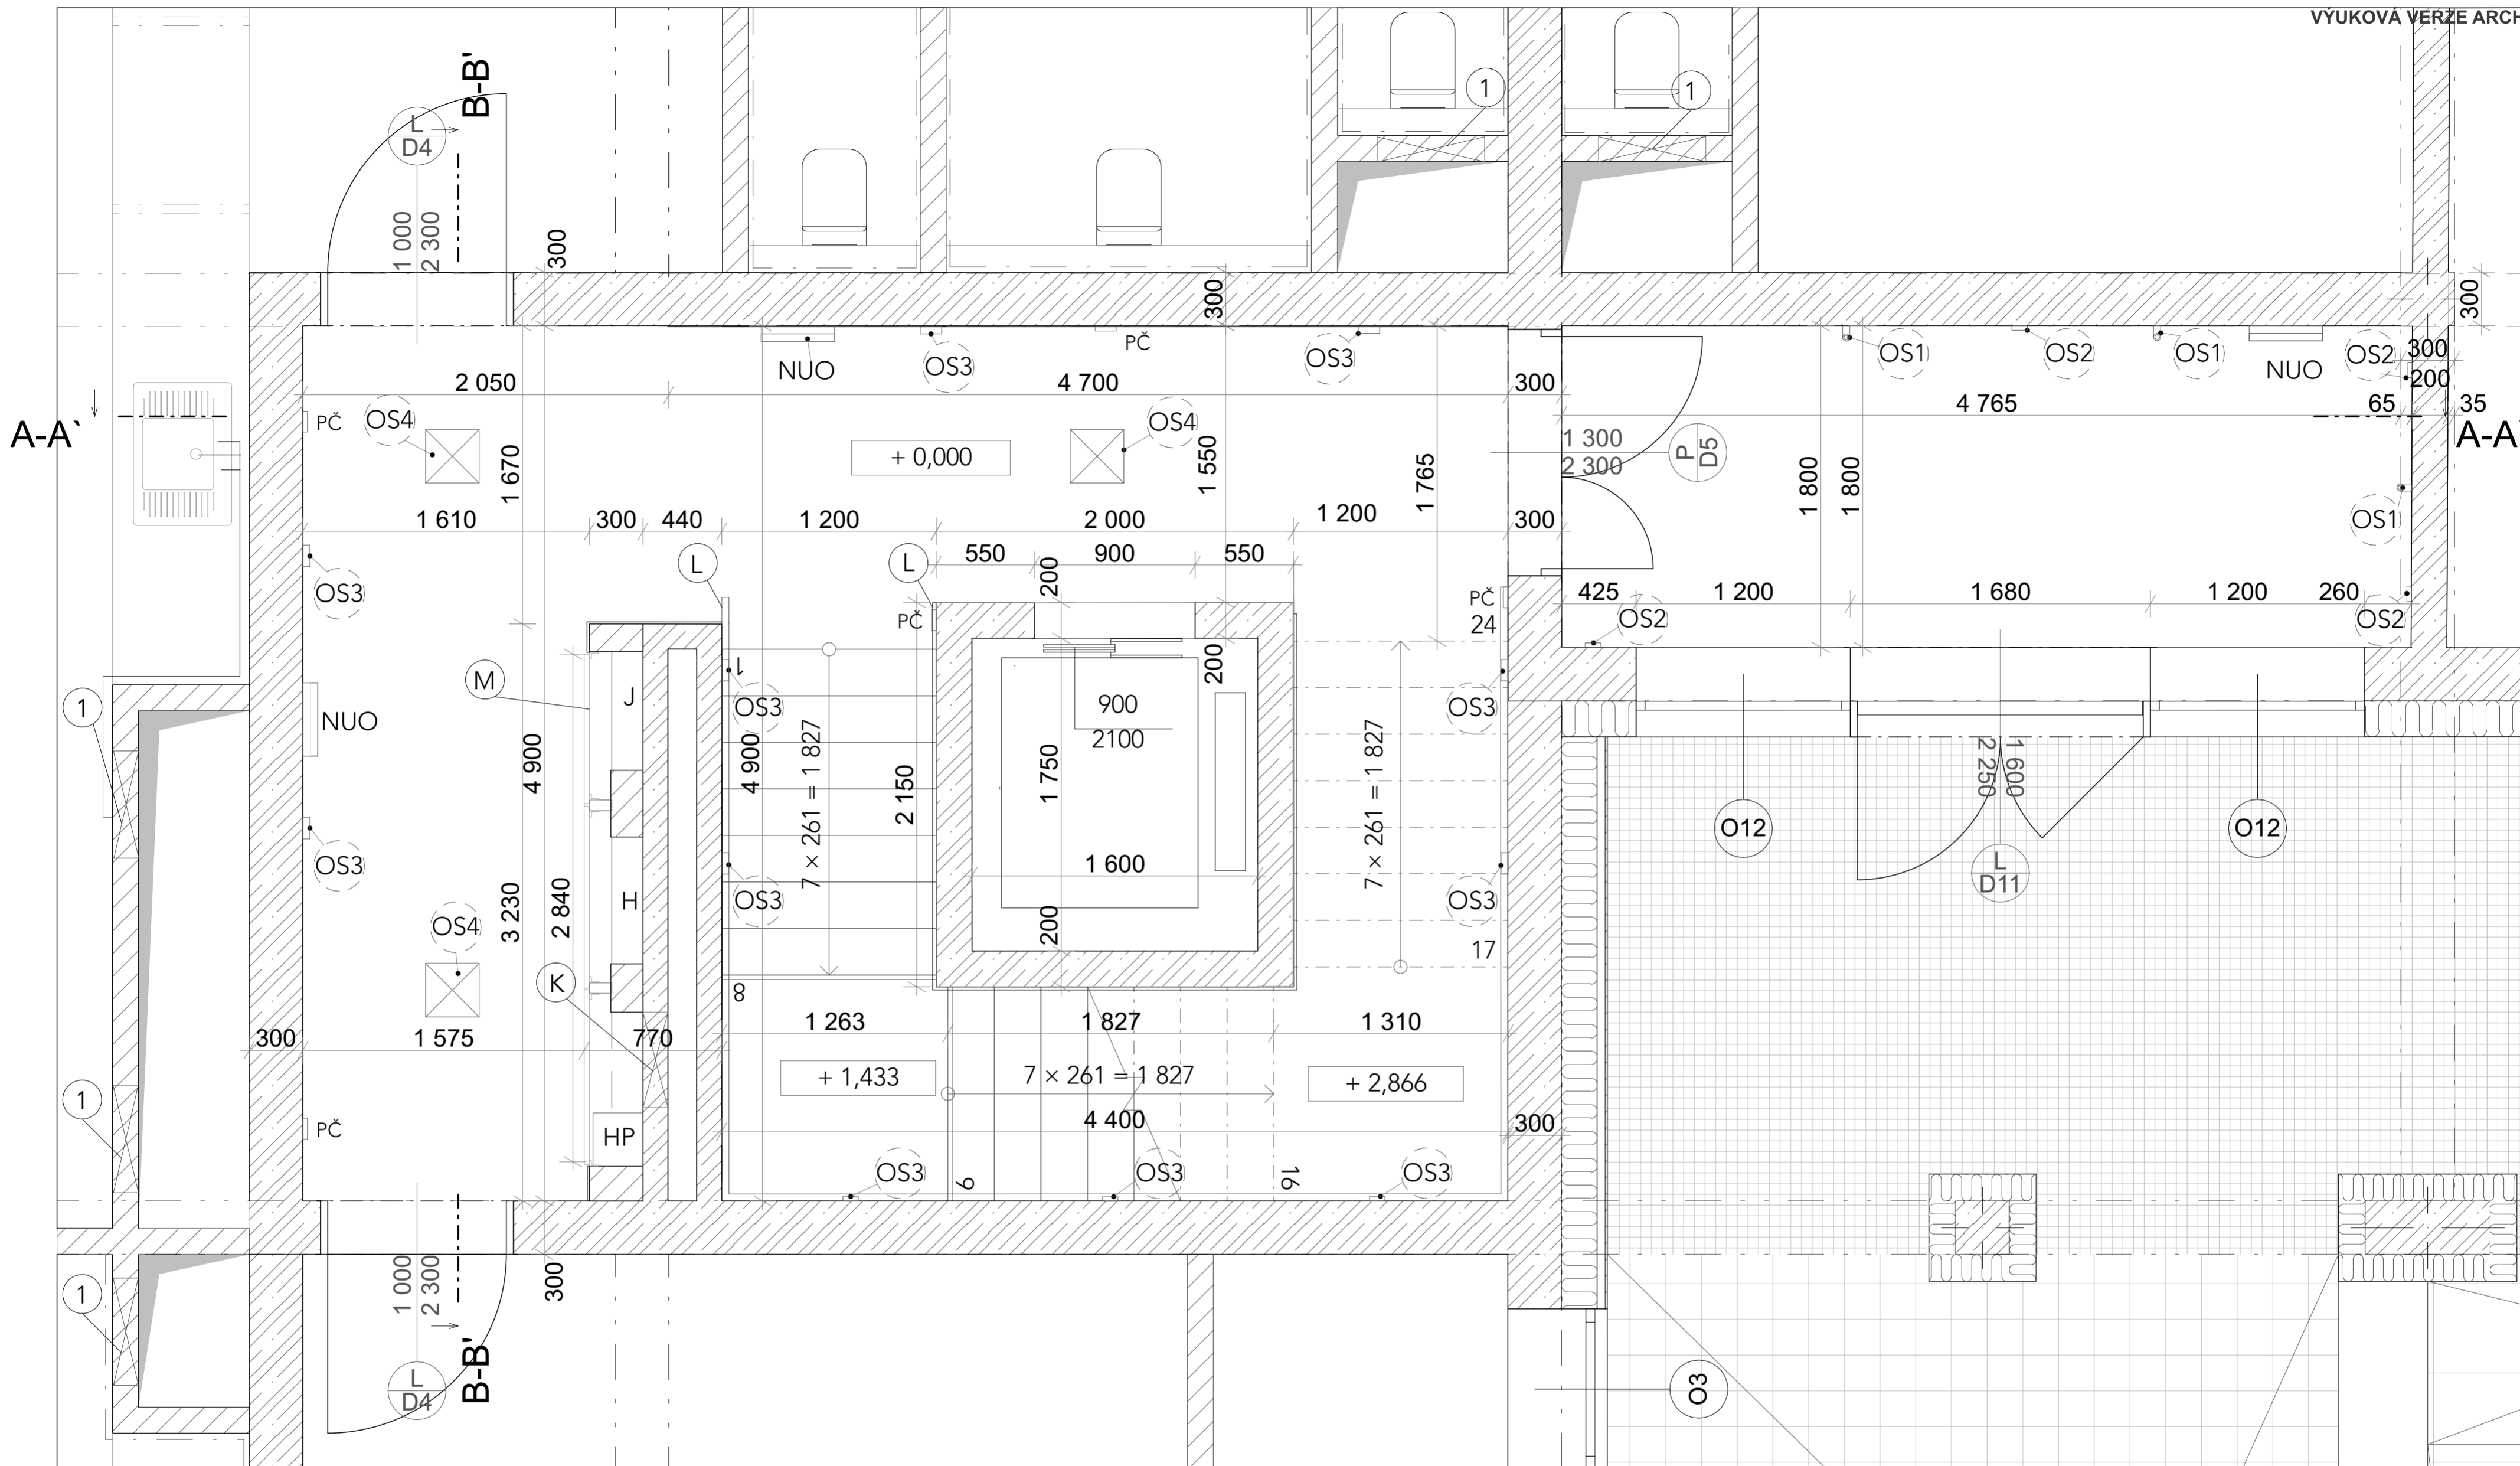 VÝUKOVÁ VERZE ARCH
B-B'
1
1
L
D4
1 000
2 300
300
300
300
PČ
OS3
OS3
NUO
OS1
OS2
OS1
NUO
OS2
300
200
2 050
4 700
300
4 765
65
35
A-A`
PČ
OS4
OS4
A-A
+ 0,000
1 300
2 300
P
D5
1 670
1 550
1 765
1 800
1 800
1 610
300
440
1 200
2 000
1 200
300
OS1
L
L
550
900
550
200
OS3
PČ
PČ
24
425
1 200
1 680
1 200
260
OS2
OS2
M
J
1
OS3
200
900
2100
OS3
1
NUO
4 900
4 900
7 × 261 = 1 827
2 150
1 750
7 × 261 = 1 827
2 250
1 600
O12
O12
OS3
H
OS3
1 600
OS3
L
D11
3 230
2 840
OS4
200
17
K
8
300
1 575
770
1 263
1 827
1 310
+ 1,433
7 × 261 = 1 827
+ 2,866
1
PČ
HP
4 400
300
OS3
9
OS3
16
OS3
1
1 000
2 300
300
B-B'
L
D4
O3